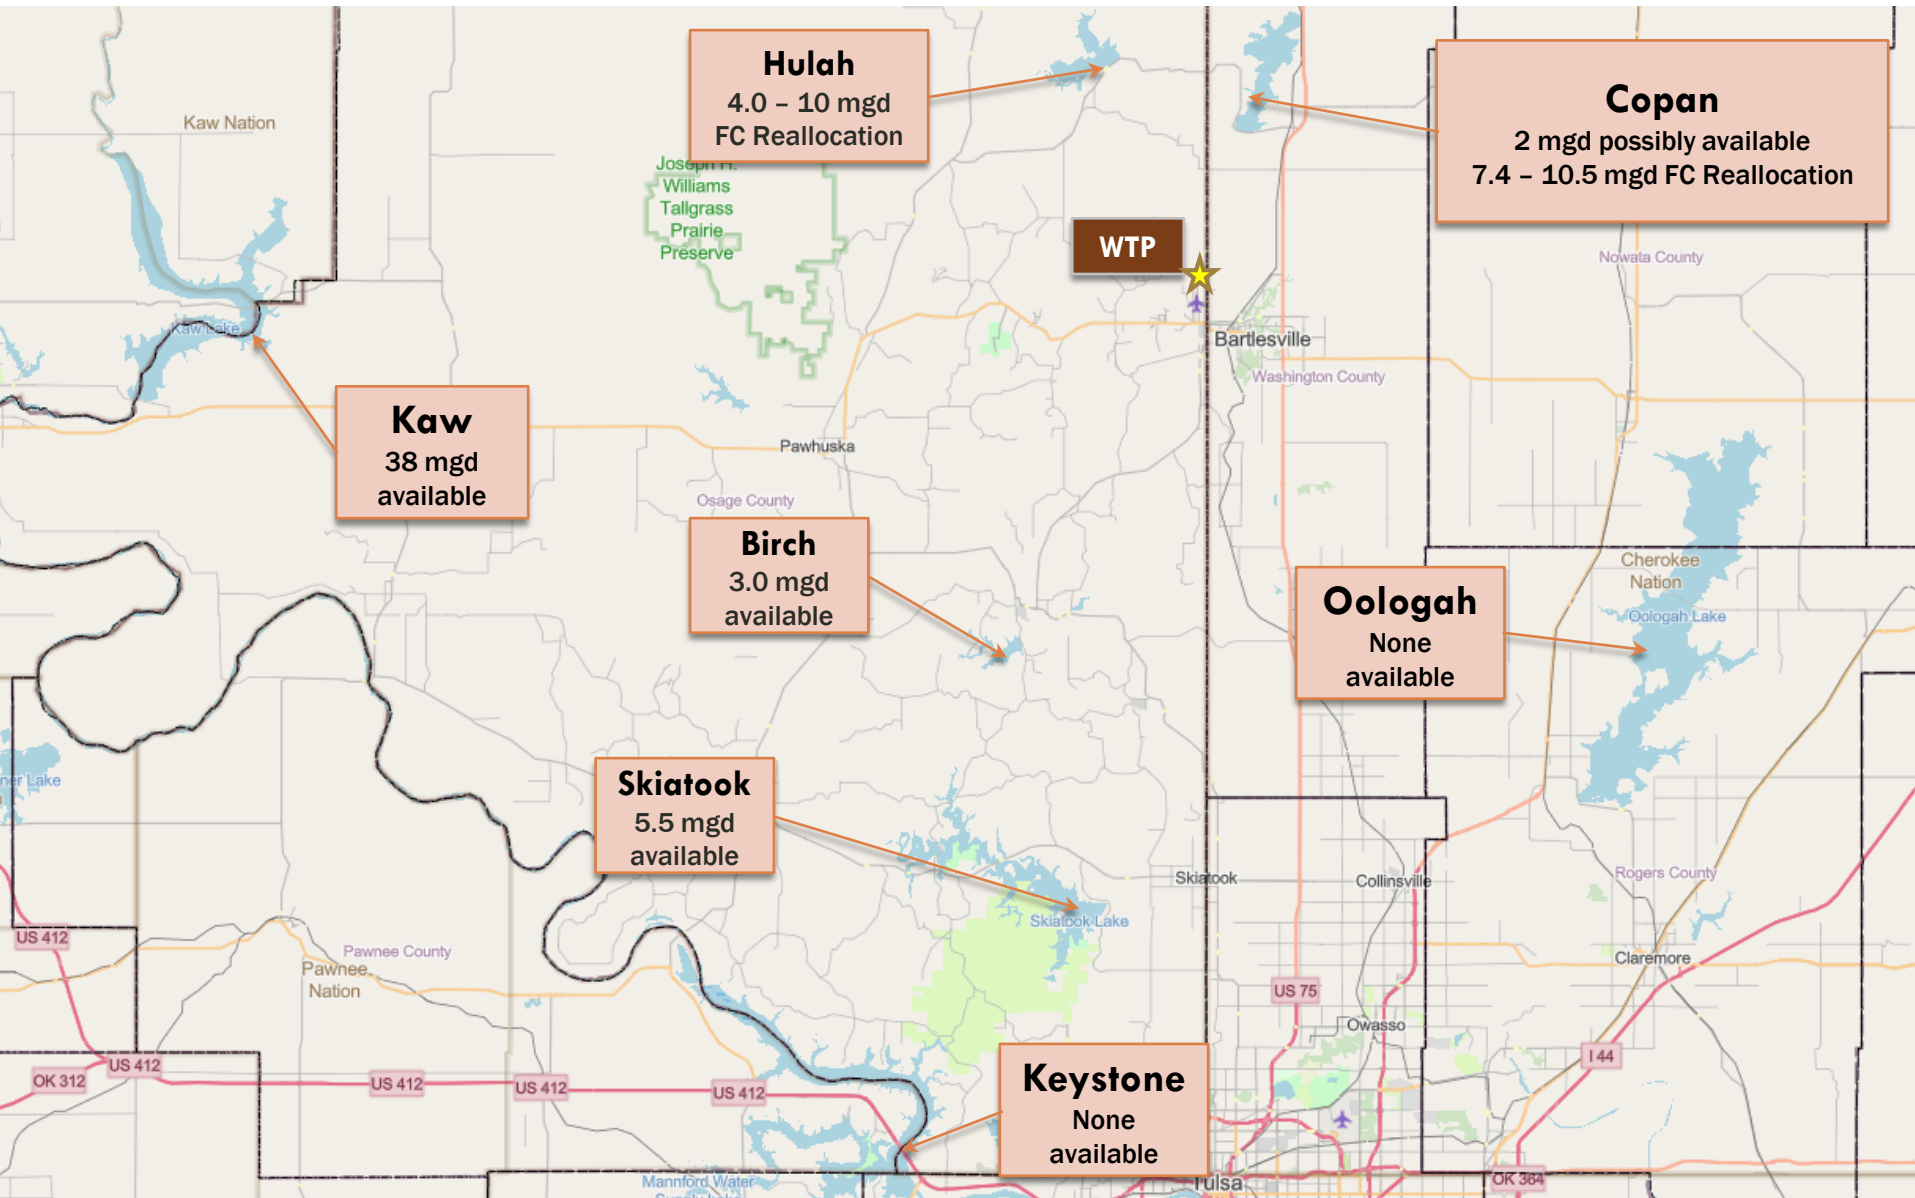 Hulah
4.0 – 10 mgd
FC Reallocation
Copan
2 mgd possibly available
7.4 – 10.5 mgd FC Reallocation
Kaw Nation
Joseph H.
Williams
Tallgrass
Prairie
Preserve
WTP
Nowata County
Kaw Lake
Bartlesville
Washington County
Kaw
38 mgd
available
Pawhuska
Osage County
Birch
3.0 mgd
available
Cherokee
Nation
Oologah Lake
Oologah
None
available
Skiatook
5.5 mgd
available
ner Lake
Skiatook
Collinsville
Rogers County
Skiatook Lake
US 412
Pawnee County
Pawnee
Nation
Claremore
US 75
Owasso
I 44
US 412
OK 312
US 412
US 412
US 412
Keystone
None
available
Mannford Water
Tulsa
OK 364